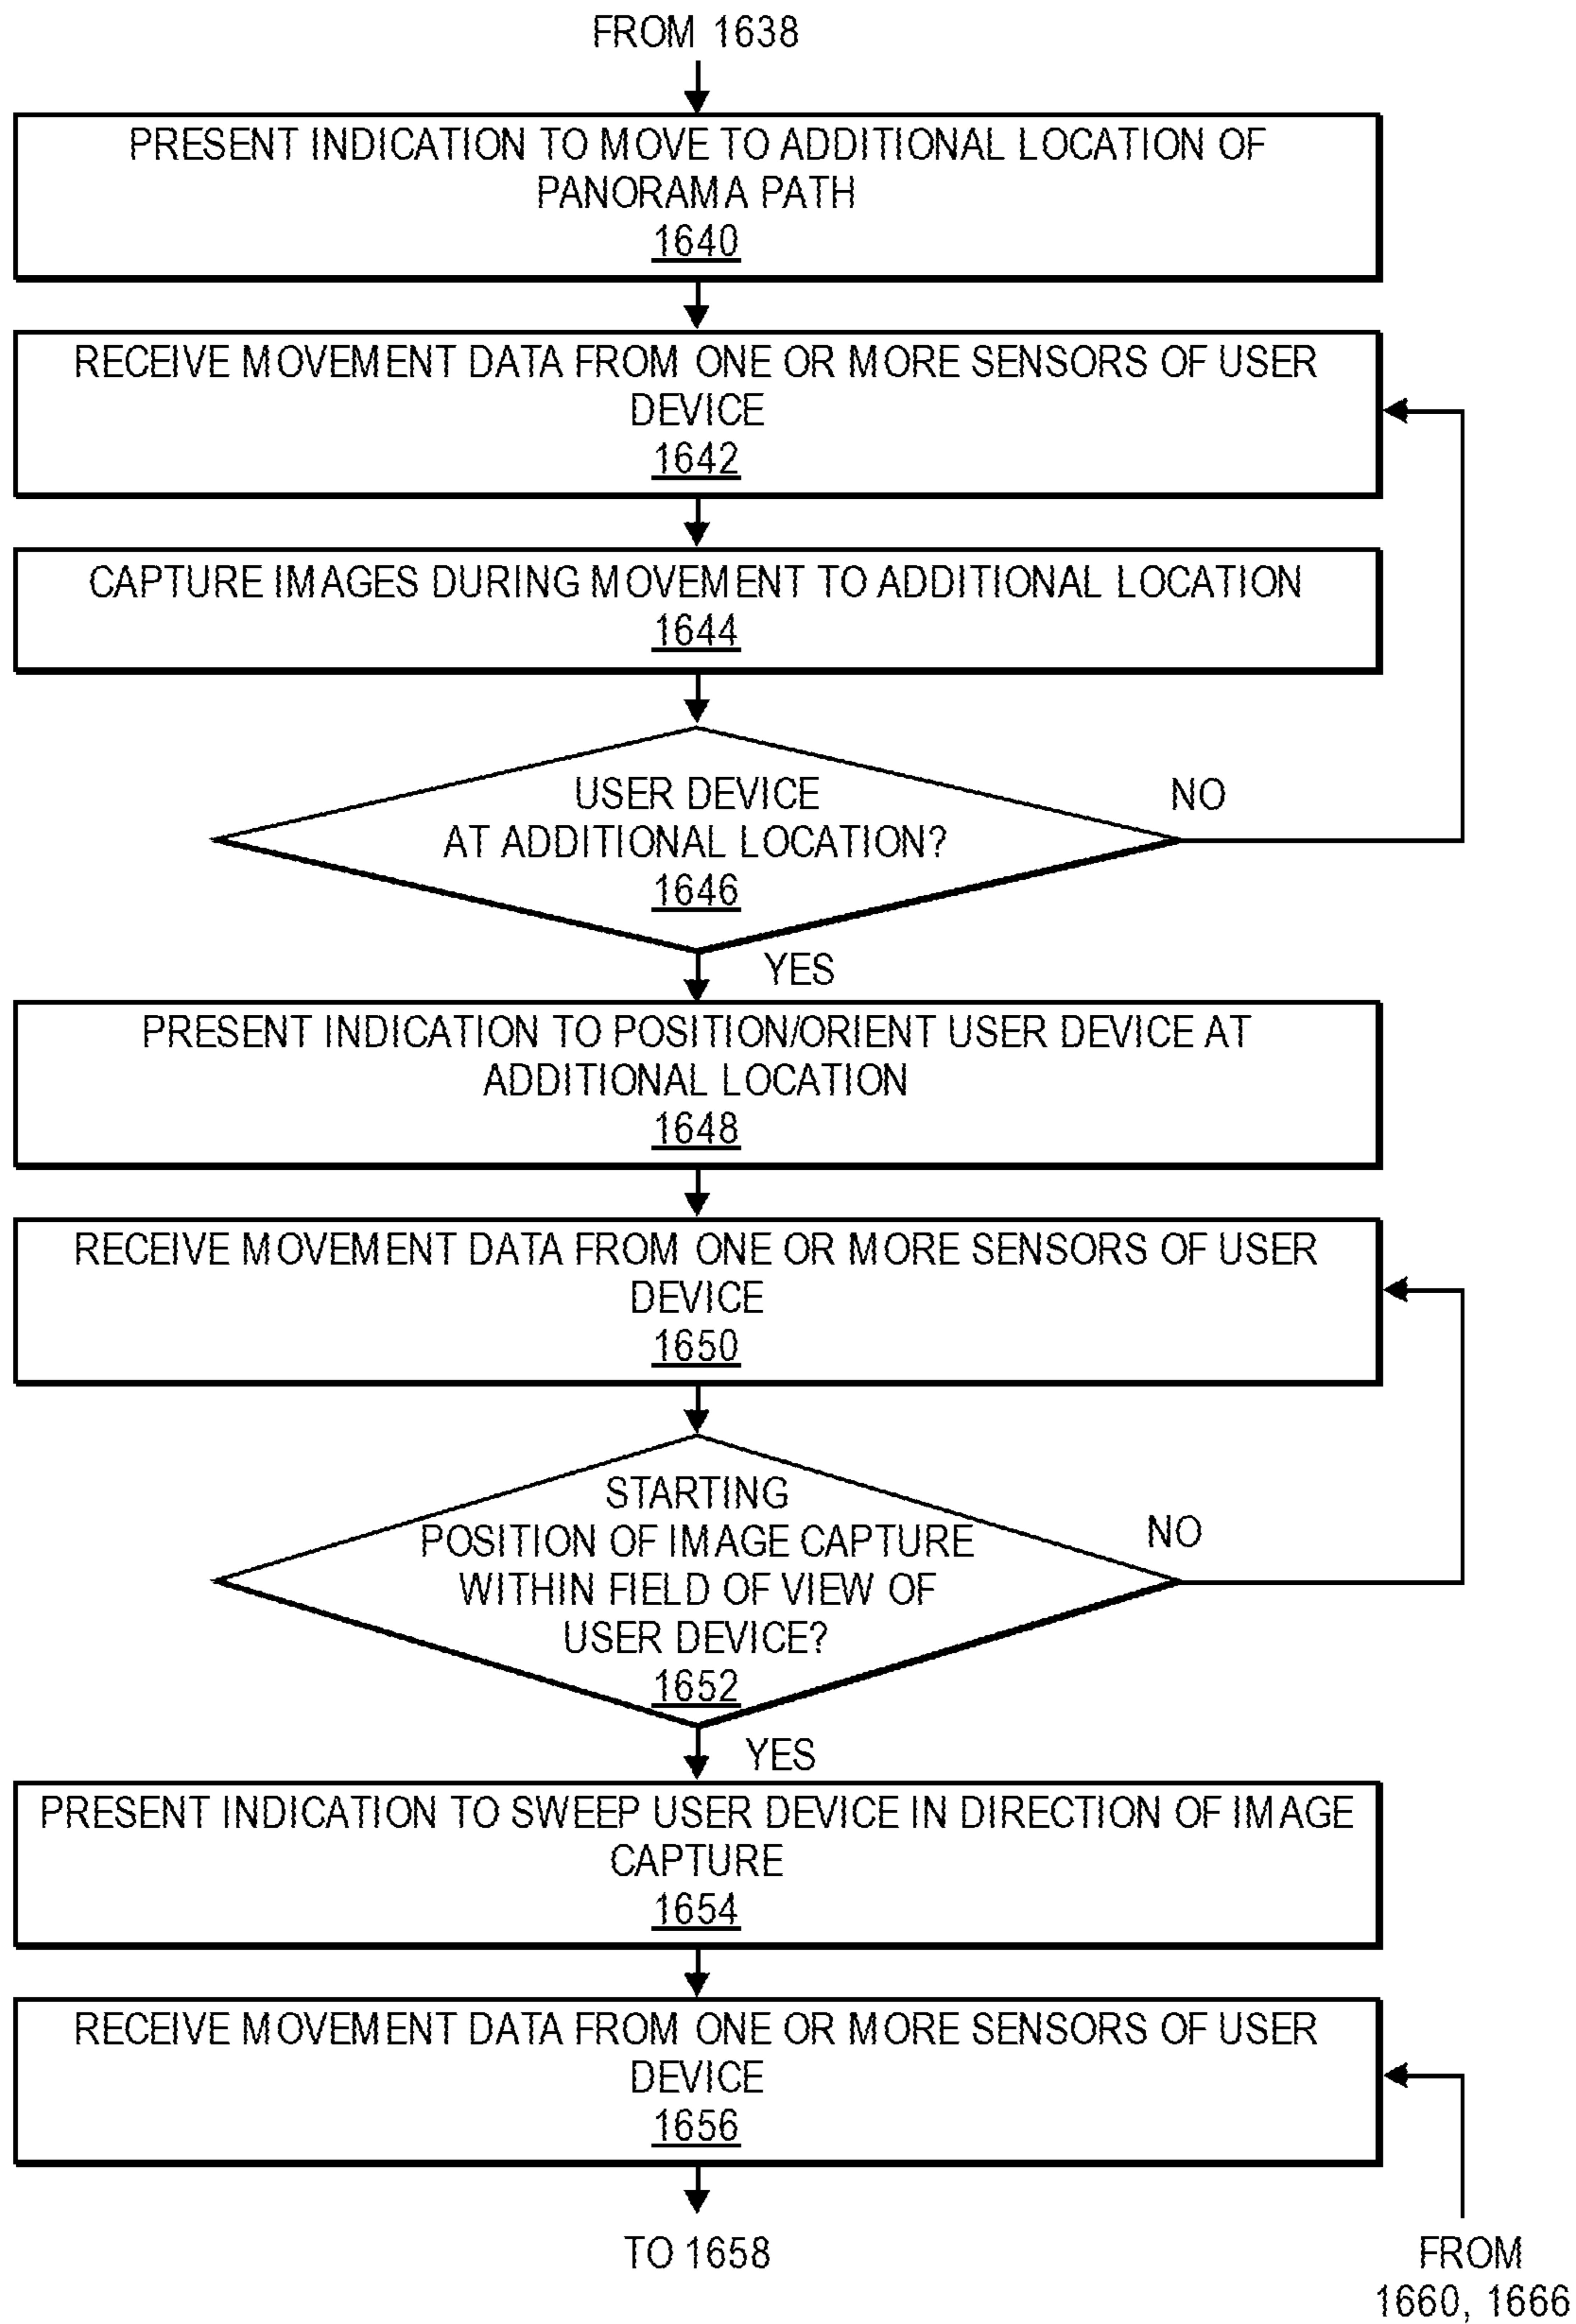 FROM 1638
PRESENT INDICATION TO MOVE TO ADDITIONAL LOCATION OF
PANORAMA PATH
1640
RECEIVE MOVEMENT DATA FROM ONE OR MORE SENSORS OF USER
DEVICE
1642
CAPTURE IMAGES DURING MOVEMENT TO ADDITIONAL LOCATION
1644
USER DEVICE
AT ADDITIONAL LOCATION?
1646
NO
YES
PRESENT INDICATION TO POSITION/ORIENT USER DEVICE AT
ADDITIONAL LOCATION
1648
RECEIVE MOVEMENT DATA FROM ONE OR MORE SENSORS OF USER
DEVICE
1650
STARTING
POSITION OF IMAGE CAPTURE
WITHIN FIELD OF VIEW OF
USER DEVICE?
1652
NO
YES
PRESENT INDICATION TO SWEEP USER DEVICE IN DIRECTION OF IMAGE
CAPTURE
1654
RECEIVE MOVEMENT DATA FROM ONE OR MORE SENSORS OF USER
DEVICE
1656
TO 1658
FROM
1660, 1666